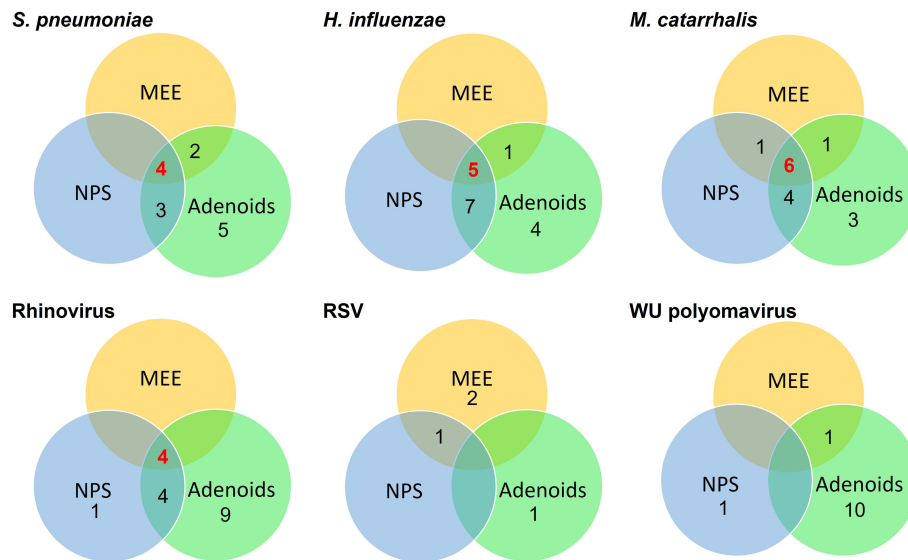 S. pneumoniae
MEE
2
4
NPS
3
Adenoids
5
H. influenzae
MEE
1
5
NPS
7
Adenoids
4
M. catarrhalis
MEE
1
1
6
NPS
4
Adenoids
3
Rhinovirus
MEE
4
NPS
1
4
Adenoids
9
RSV
MEE
2
1
NPS
Adenoids
1
WU polyomavirus
MEE
1
NPS
1
Adenoids
10